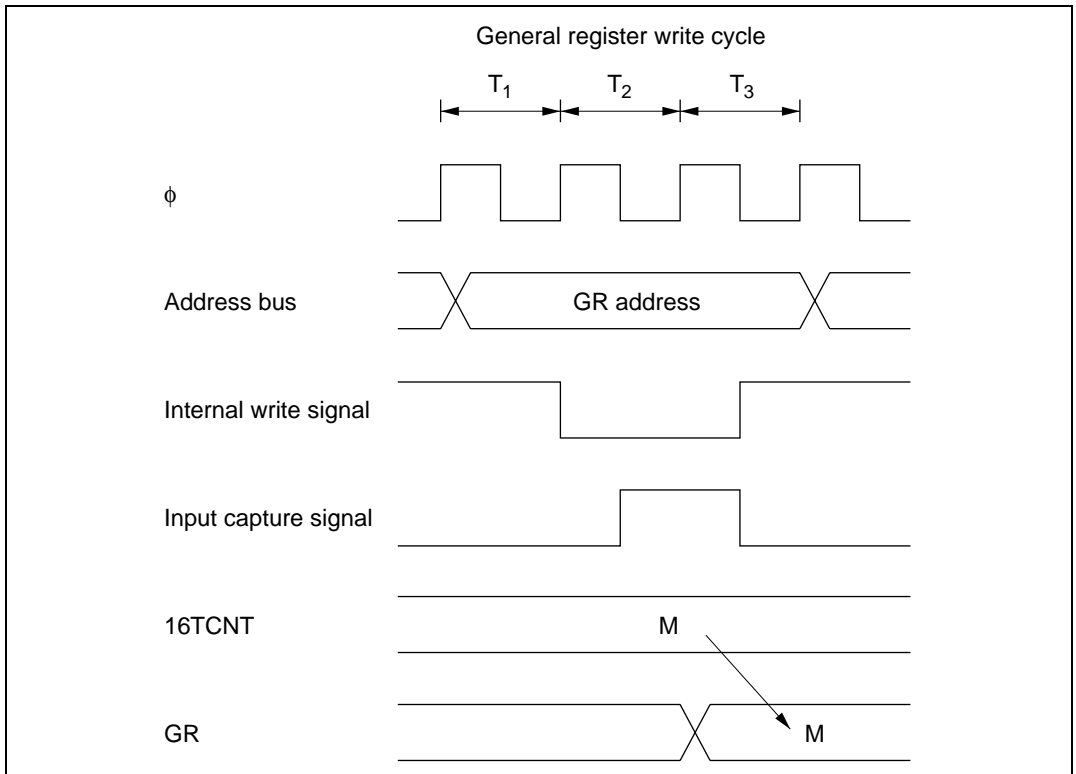 General register write cycle
T1 T2 T3
ϕ
Address bus GR address
Internal write signal
Input capture signal
16TCNT M
GR M